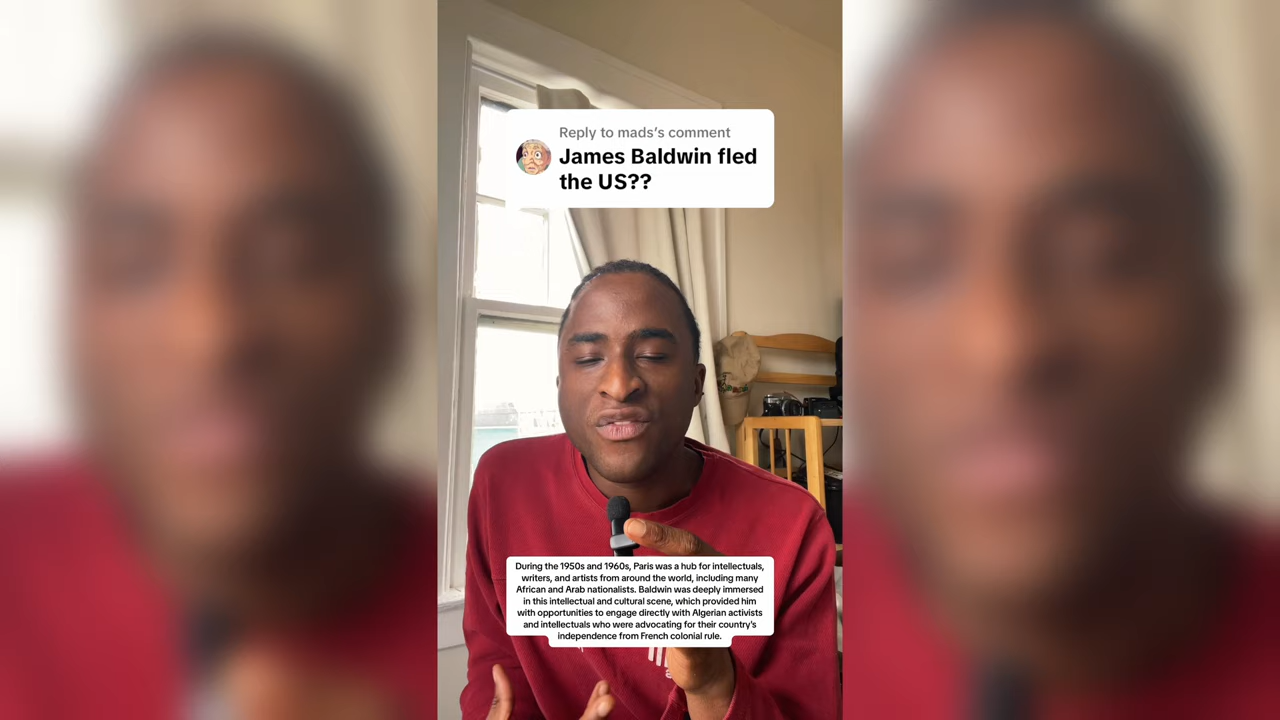 Reply to mads's comment
James Baldwin fled
the US??
During the 1950s and 1960s, Paris was a hub for intellectuals,
writers, and artists from around the world, including many
African and Arab nationalists. Baldwin was deeply immersed
in this intellectual and cultural scene, which provided him
with opportunities to engage directly with Algerian activists
and intellectuals who were advocating for their country's
independence from French colonial rule.